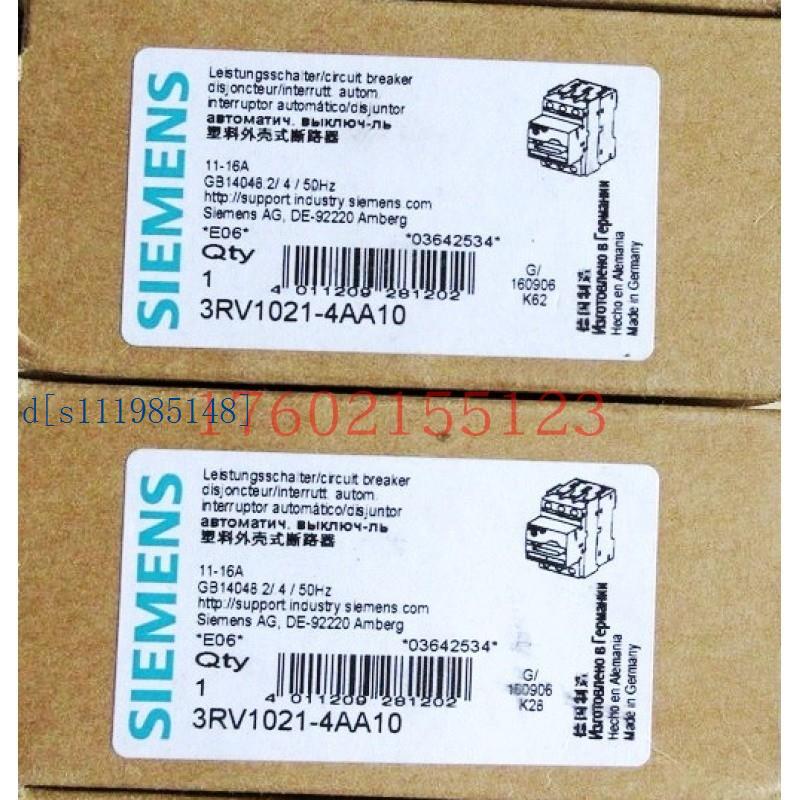 SIEMENS
Leistungsschalter/circuit breaker
disjoncteur/interrutt. autom.
interruptor automático/disjuntor
автоматич. выключ-ль
塑料外壳式断路器
11-16A
GB14048.2/ 4 / 50Hz
http://support industry siemens com
Siemens AG, DE-92220 Amberg
*E06* *03642534*
Qty
1
4 011209 281202
3RV1021-4AA10
G/
160906
K62
德国制造
Изготовлено в Германии
Hecho en Alemania
Made in Germany
d[s111985148]
17602155123
SIEMENS
Leistungsschalter/circuit breaker
disjoncteur/interrutt. autom.
interruptor automático/disjuntor
автоматич. выключ-ль
塑料外壳式断路器
11-16A
GB14048 2/ 4 / 50Hz
http://support industry siemens com
Siemens AG, DE-92220 Amberg
*E06* *03642534*
Qty
1
4 011209 281202
3RV1021-4AA10
G/
160906
K28
德国制造
Изготовлено в Германии
Hecho en Alemania
Made in Germany